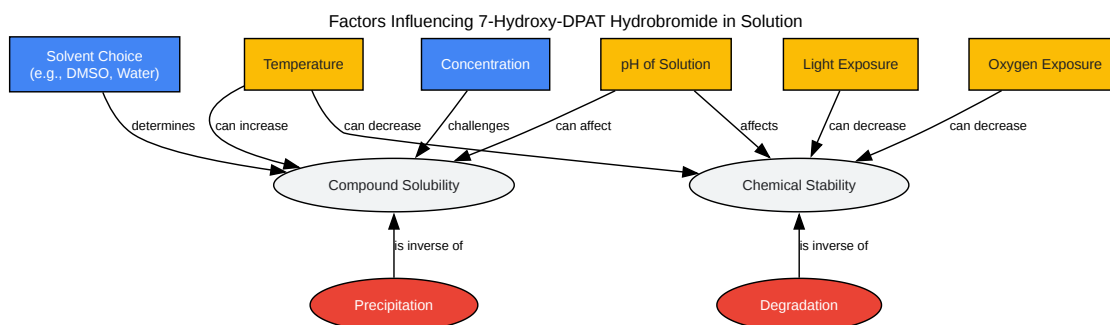 Factors Influencing 7-Hydroxy-DPAT Hydrobromide in Solution
Solvent Choice
(e.g., DMSO, Water)
Temperature
Concentration
pH of Solution
Light Exposure
Oxygen Exposure
determines
can increase
can decrease
challenges
can affect
affects
can decrease
can decrease
Compound Solubility
Chemical Stability
is inverse of
is inverse of
Precipitation
Degradation